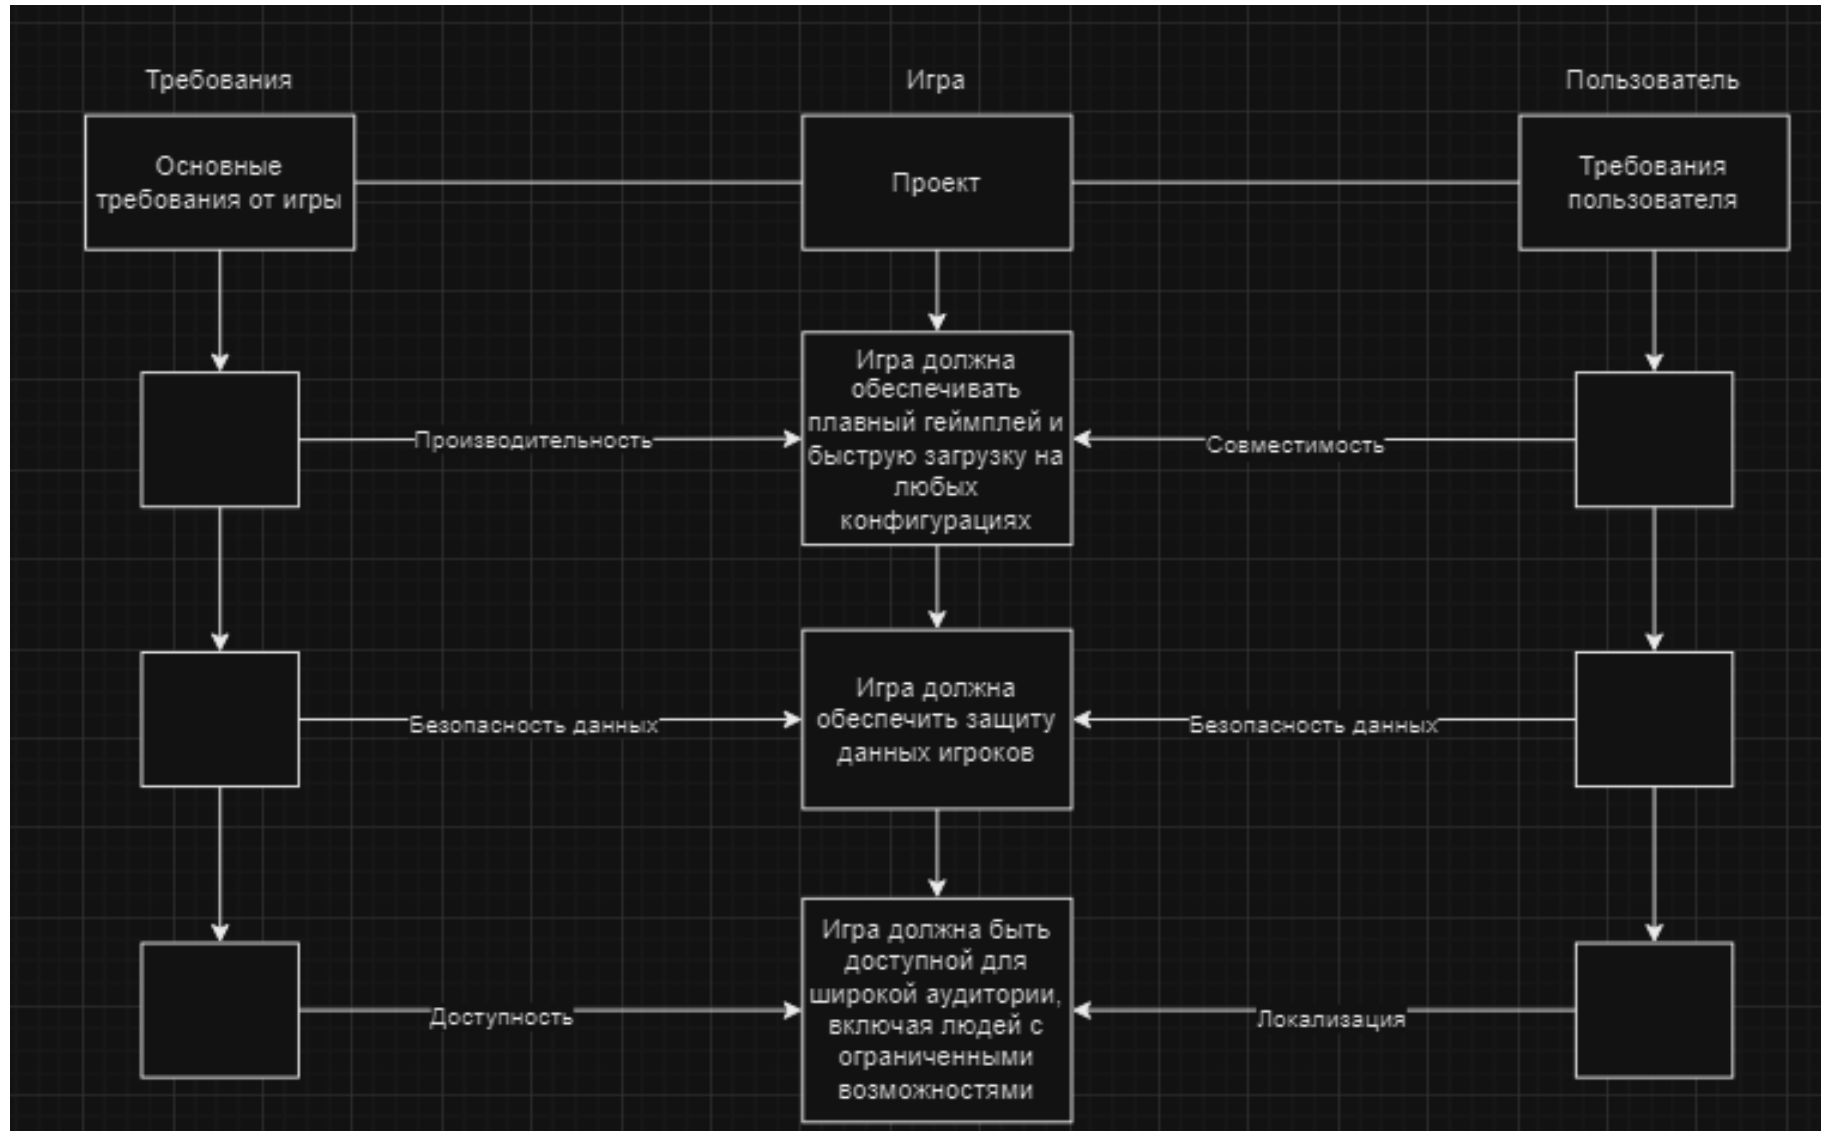 Требования
Игра
Пользователь
Основные
требования от игры
Проект
Требования
пользователя
Игра должна
обеспечивать
плавный геймплей и
быструю загрузку на
любых
конфигурациях
Производительность
Совместимость
Игра должна
обеспечить защиту
данных игроков
Безопасность данных
Безопасность данных
Игра должна быть
доступной для
широкой аудитории,
включая людей с
ограниченными
возможностями
Доступность
Локализация